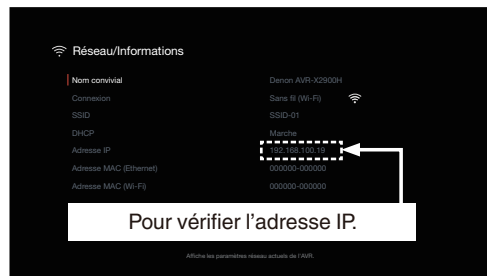 Réseau/Informations
Nom convivial Denon AVR-X2900H
Connexion Sans fil (Wi-Fi)
SSID SSID-01
DHCP Marche
Adresse IP 192.168.100.19
Adresse MAC (Ethernet) 000000-000000
Adresse MAC (Wi-Fi) 000000-000000
Pour vérifier l’adresse IP.
Affiche les paramètres réseau actuels de l'AVR.